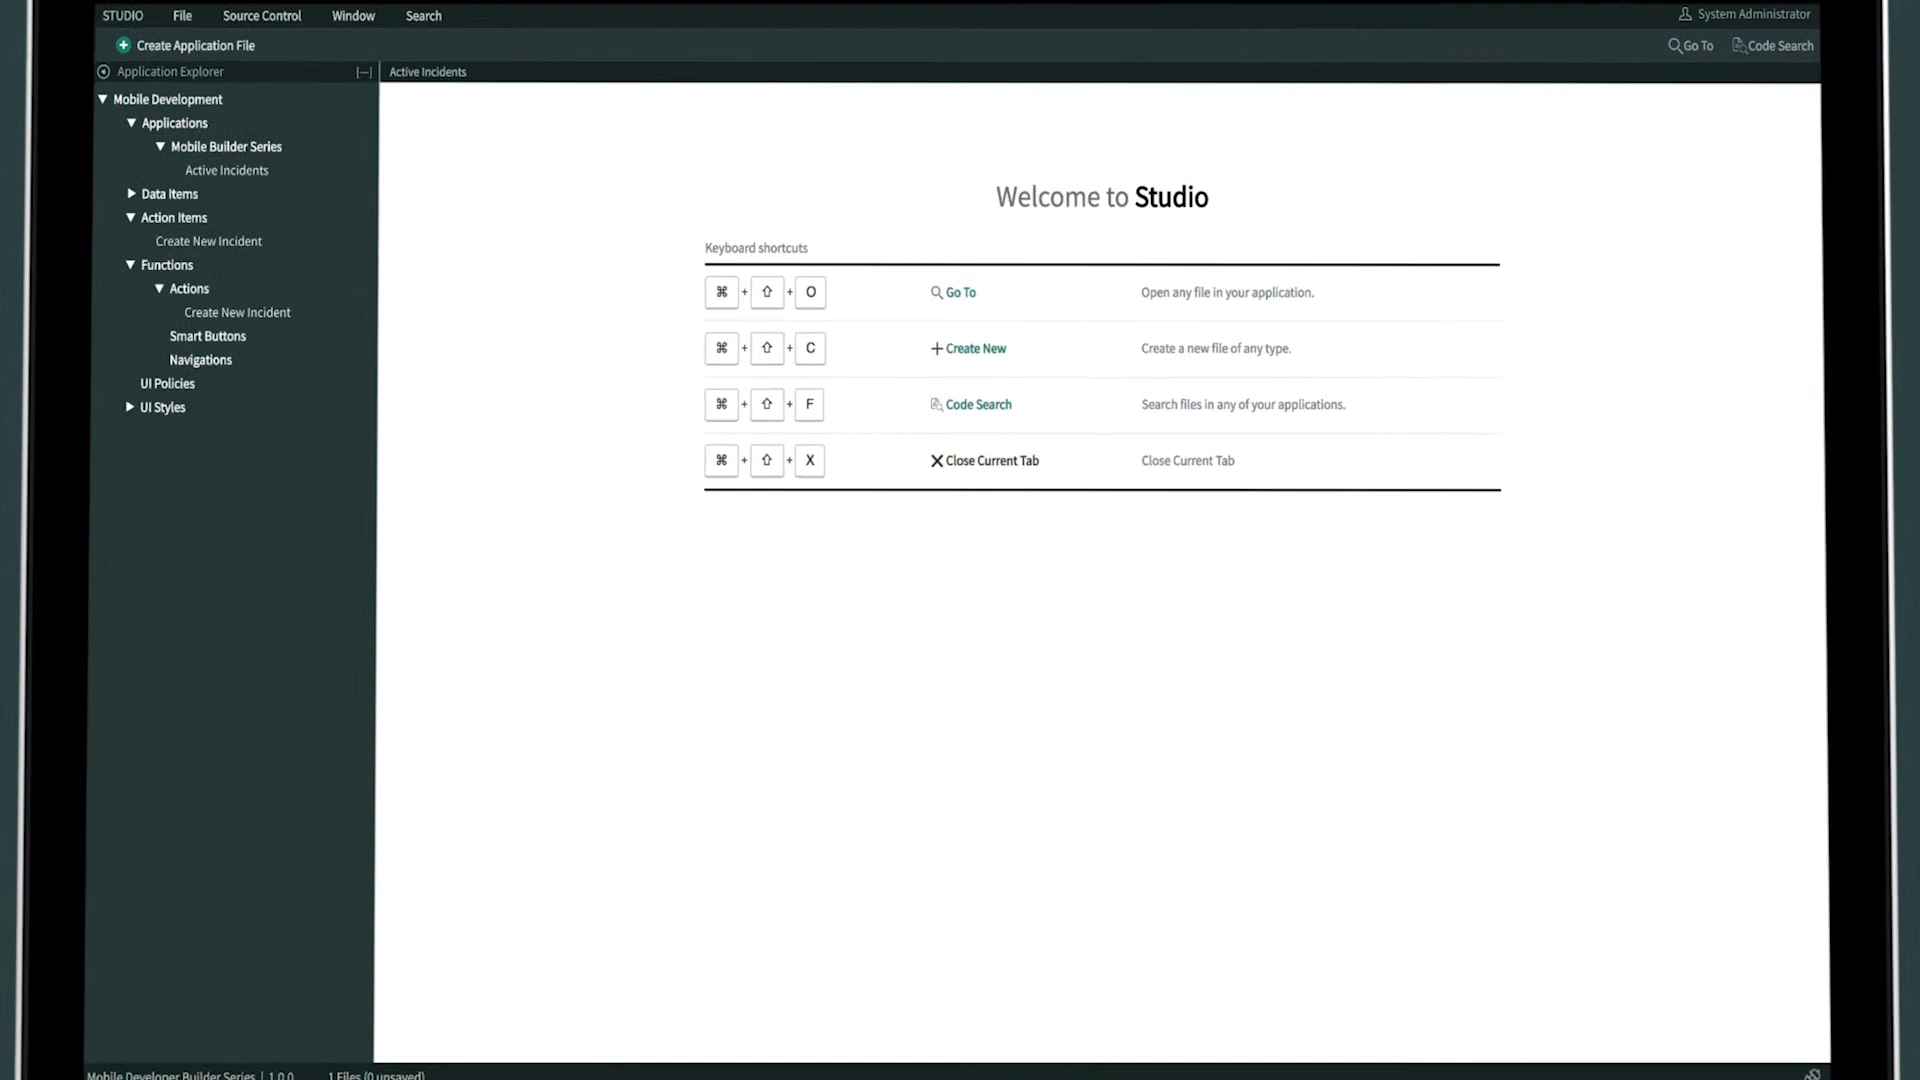 STUDIO File Source Control Window Search System Administrator
Create Application File Go To Code Search
Application Explorer Active Incidents
Mobile Development
Applications
Mobile Builder Series
Active Incidents
Data Items
Action Items
Create New Incident
Functions
Actions
Create New Incident
Smart Buttons
Navigations
UI Policies
UI Styles
Welcome to Studio
Keyboard shortcuts
⌘ + ⇧ + O Go To Open any file in your application.
⌘ + ⇧ + C Create New Create a new file of any type.
⌘ + ⇧ + F Code Search Search files in any of your applications.
⌘ + ⇧ + X Close Current Tab Close Current Tab
Mobile Developer Builder Series | 1.0.0 1 Files (0 unsaved)